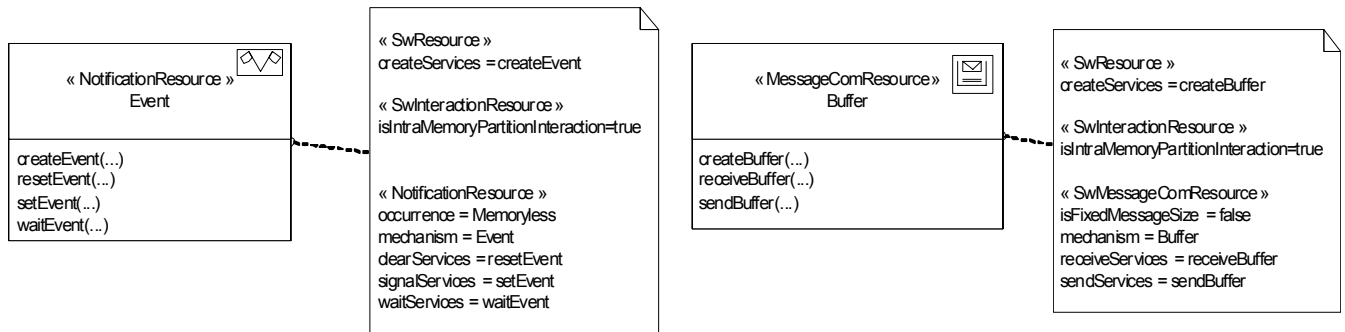 « NotificationResource »
Event
createEvent(...)
resetEvent(...)
setEvent(...)
waitEvent(...)
« SwResource »
createServices = createEvent
« SwInteractionResource »
isIntraMemoryPartitionInteraction=true
« NotificationResource »
occurrence = Memoryless
mechanism = Event
clearServices = resetEvent
signalServices = setEvent
waitServices = waitEvent
« MessageComResource»
Buffer
createBuffer(...)
receiveBuffer(...)
sendBuffer(...)
« SwResource »
createServices = createBuffer
« SwInteractionResource »
isIntraMemoryPartitionInteraction=true
« SwMessageComResource »
isFixedMessageSize = false
mechanism = Buffer
receiveServices = receiveBuffer
sendServices = sendBuffer